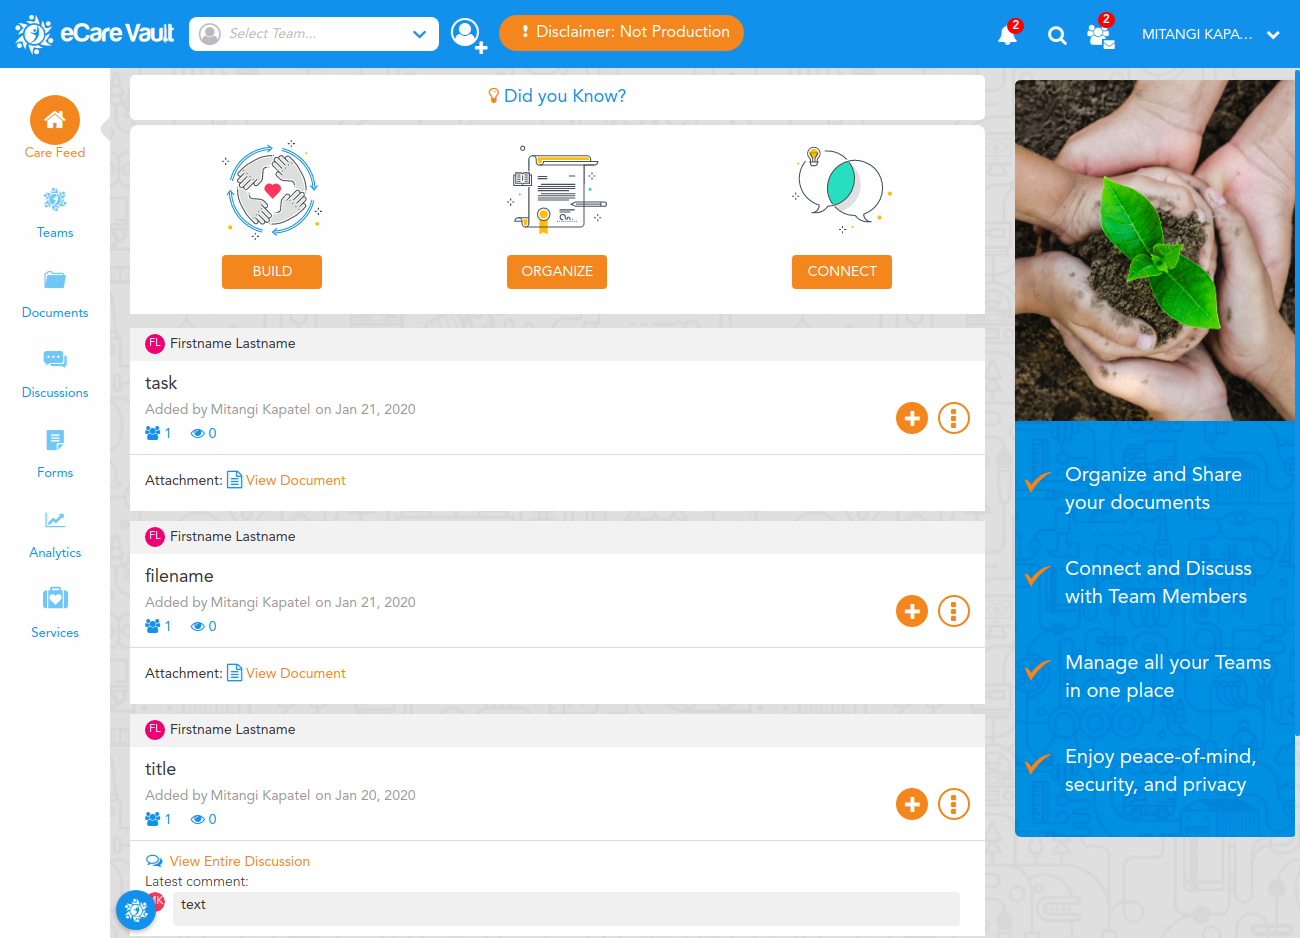 eCare Vault
Select Team...
! Disclaimer: Not Production
2
2
MITANGI KAPA...
Care Feed
Teams
Documents
Discussions
Forms
Analytics
Services
Did you Know?
BUILD
ORGANIZE
CONNECT
FL Firstname Lastname
task
Added by Mitangi Kapatel on Jan 21, 2020
1 0
Attachment: View Document
FL Firstname Lastname
filename
Added by Mitangi Kapatel on Jan 21, 2020
1 0
Attachment: View Document
FL Firstname Lastname
title
Added by Mitangi Kapatel on Jan 20, 2020
1 0
View Entire Discussion
Latest comment:
MK text
Organize and Share
your documents
Connect and Discuss
with Team Members
Manage all your Teams
in one place
Enjoy peace-of-mind,
security, and privacy